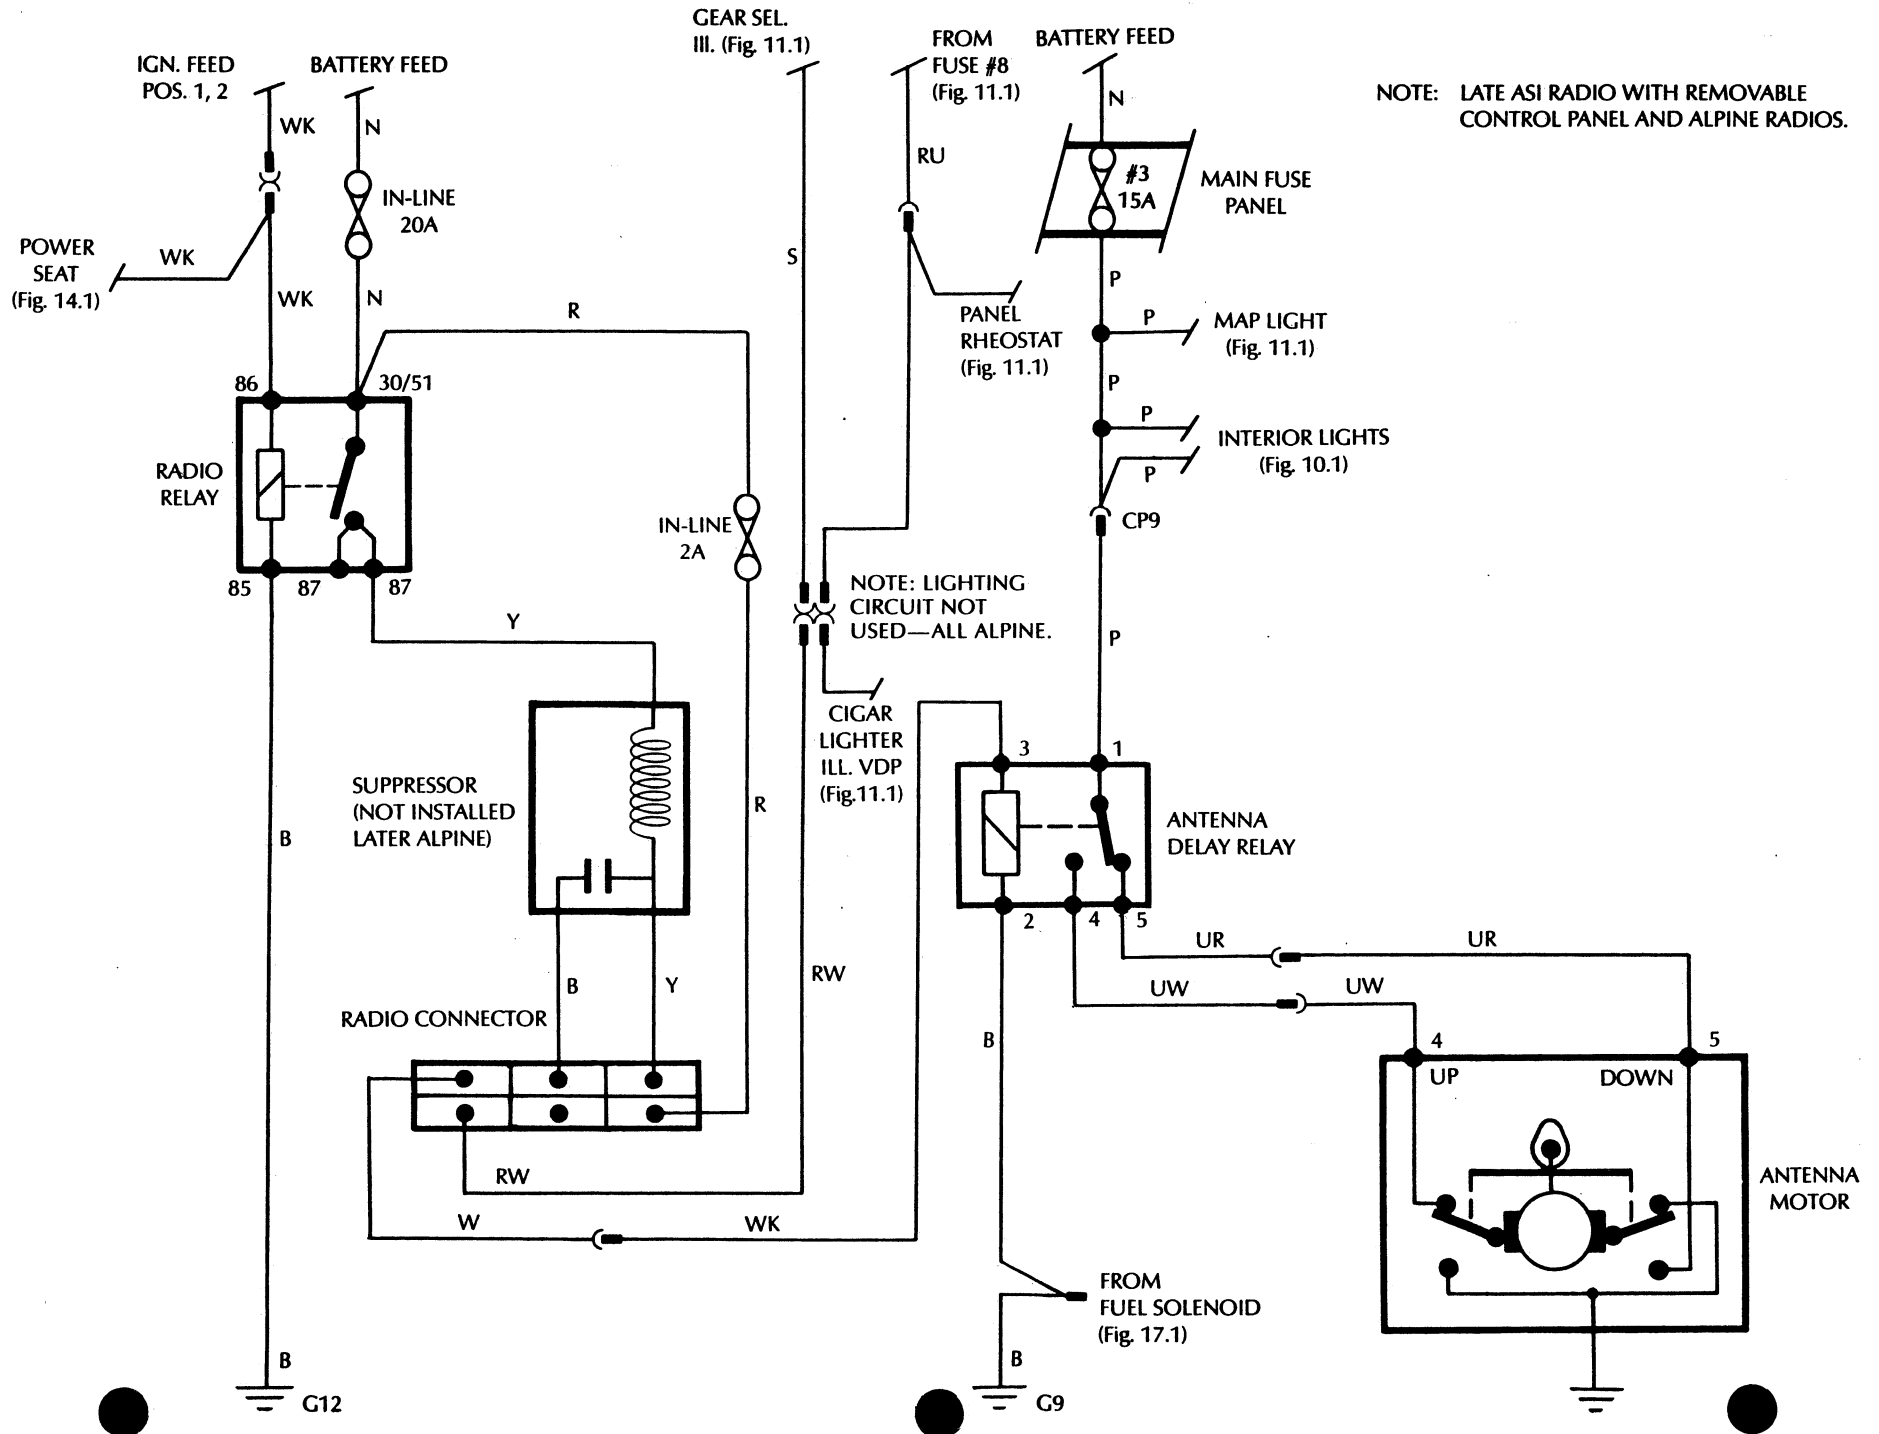 GEAR SEL.
Ill. (Fig. 11.1)
FROM
FUSE #8
(Fig. 11.1)
BATTERY FEED
IGN. FEED
POS. 1, 2
BATTERY FEED
NOTE: LATE ASI RADIO WITH REMOVABLE
CONTROL PANEL AND ALPINE RADIOS.
WK
N
N
RU
IN-LINE
20A
#3
15A
MAIN FUSE
PANEL
POWER
SEAT
(Fig. 14.1)
WK
WK
N
S
R
P
PANEL
RHEOSTAT
(Fig. 11.1)
P
MAP LIGHT
(Fig. 11.1)
86
30/51
P
P
INTERIOR LIGHTS
(Fig. 10.1)
P
RADIO
RELAY
CP9
IN-LINE
2A
85
87
87
NOTE: LIGHTING
CIRCUIT NOT
USED—ALL ALPINE.
Y
P
CIGAR
LIGHTER
ILL. VDP
(Fig.11.1)
3
1
SUPPRESSOR
(NOT INSTALLED
LATER ALPINE)
R
B
ANTENNA
DELAY RELAY
2
4
5
UR
UR
B
Y
RW
UW
UW
RADIO CONNECTOR
B
4
5
UP
DOWN
RW
W
WK
ANTENNA
MOTOR
FROM
FUEL SOLENOID
(Fig. 17.1)
B
B
G12
G9